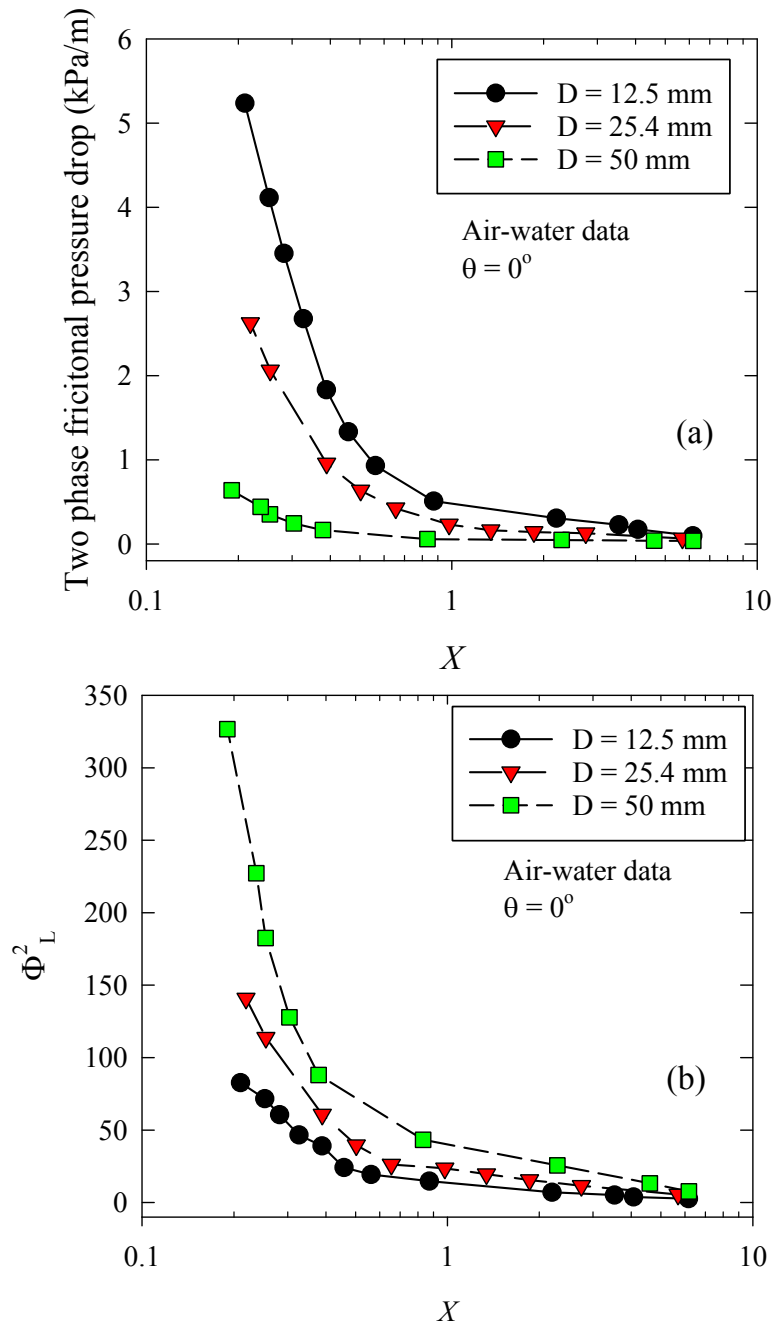 Two phase fricitonal pressure drop (kPa/m)
6
5
4
3
2
1
0
D = 12.5 mm
D = 25.4 mm
D = 50 mm
Air-water data
θ = 0°
(a)
0.1 1 10
X
Φ²L
350
300
250
200
150
100
50
0
D = 12.5 mm
D = 25.4 mm
D = 50 mm
Air-water data
θ = 0°
(b)
0.1 1 10
X